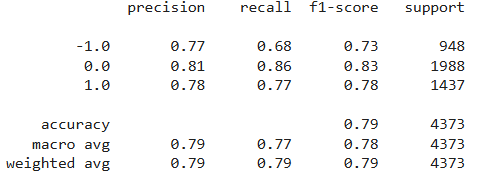 precision recall f1-score support
-1.0 0.77 0.68 0.73 948
0.0 0.81 0.86 0.83 1988
1.0 0.78 0.77 0.78 1437
accuracy 0.79 4373
macro avg 0.79 0.77 0.78 4373
weighted avg 0.79 0.79 0.79 4373